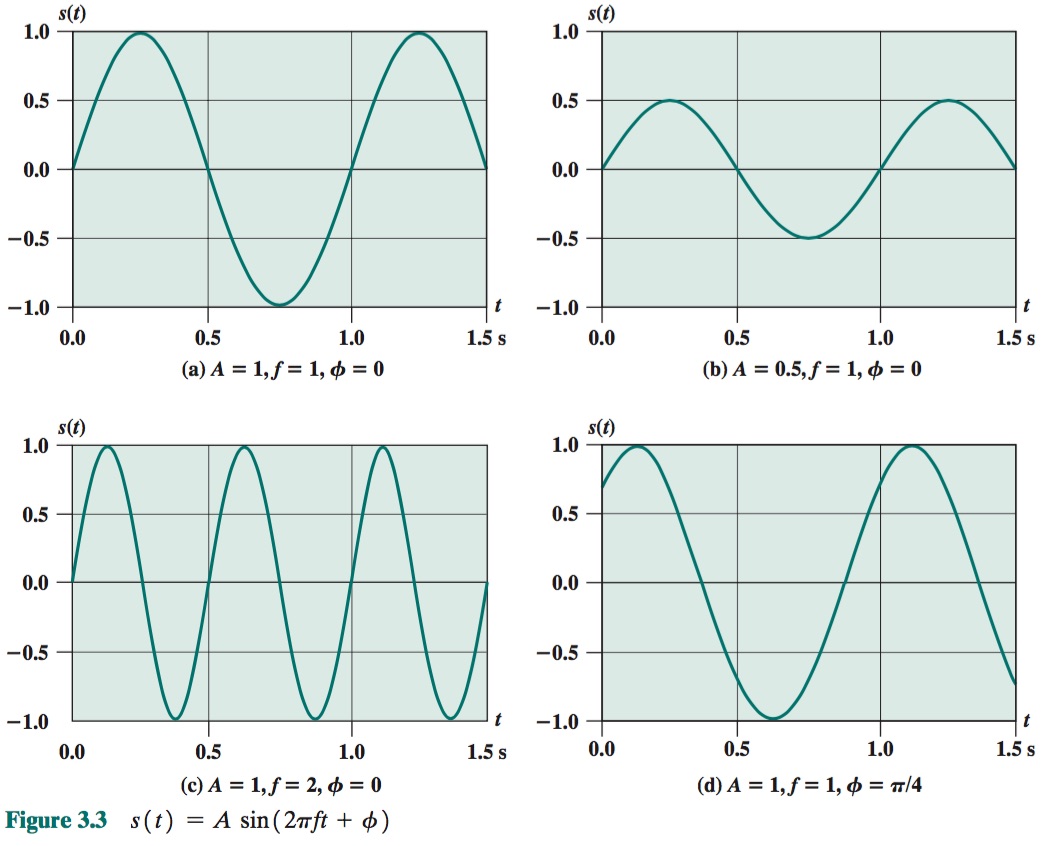 s(t)
1.0
0.5
0.0
−0.5
−1.0
t
0.0 0.5 1.0 1.5 s
(a) A = 1, f = 1, ϕ = 0
s(t)
1.0
0.5
0.0
−0.5
−1.0
t
0.0 0.5 1.0 1.5 s
(b) A = 0.5, f = 1, ϕ = 0
s(t)
1.0
0.5
0.0
−0.5
−1.0
t
0.0 0.5 1.0 1.5 s
(c) A = 1, f = 2, ϕ = 0
s(t)
1.0
0.5
0.0
−0.5
−1.0
t
0.0 0.5 1.0 1.5 s
(d) A = 1, f = 1, ϕ = π/4
Figure 3.3 s(t) = A sin(2πft + ϕ)